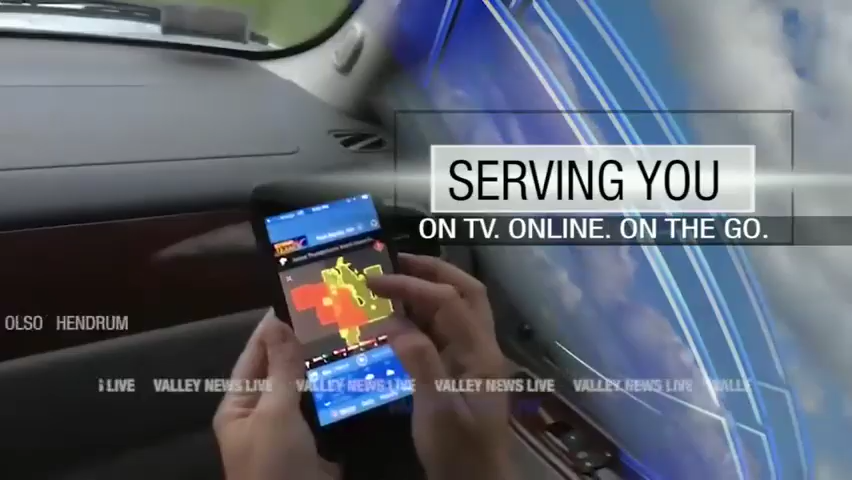 SERVING YOU
ON TV. ONLINE. ON THE GO.
OLSO HENDRUM
LIVE VALLEY NEWS LIVE VALLEY NEWS LIVE VALLEY NEWS LIVE VALLEY NEWS LIVE